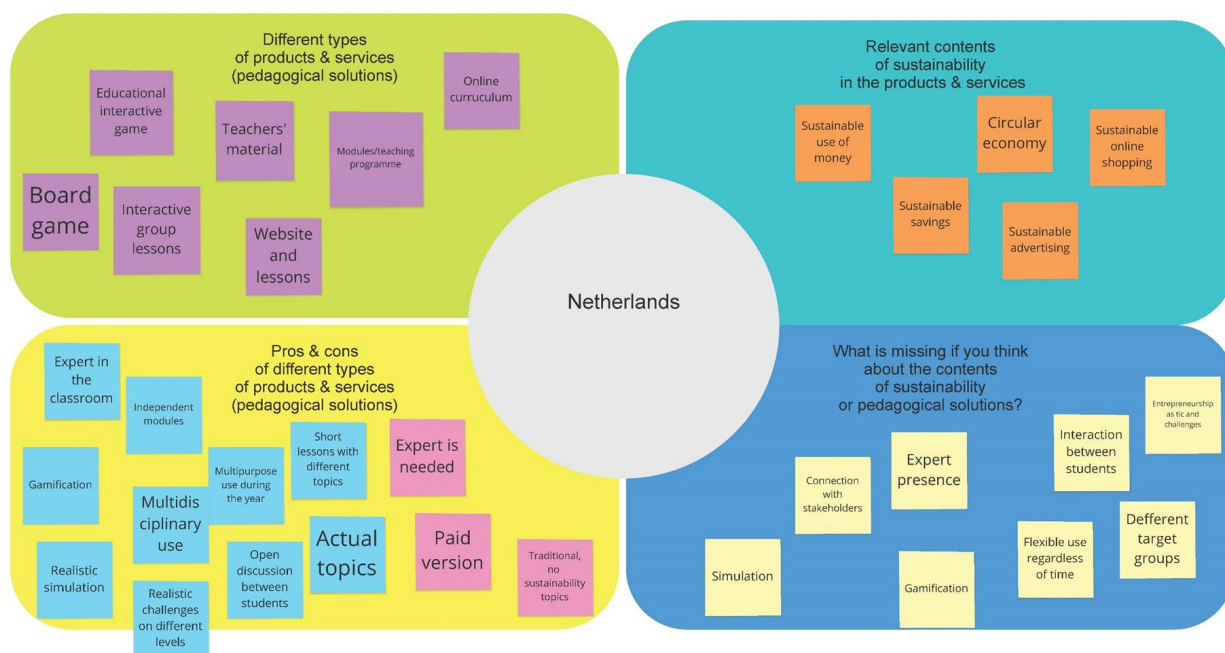 Different types
of products & services
(pedagogical solutions)
Educational
interactive
game
Teachers'
material
Modules/teaching
programme
Online
curuculum
Board
game
Interactive
group
lessons
Website
and
lessons
Relevant contents
of sustainability
in the products & services
Sustainable
use of
money
Circular
economy
Sustainable
online
shopping
Sustainable
savings
Sustainable
advertising
Netherlands
Pros & cons
of different types
of products & services
(pedagogical solutions)
Expert in
the
classroom
Independent
modules
Short
lessons with
different
topics
Expert is
needed
Gamification
Multidis
ciplinary
use
Multipurpose
use during
the year
Realistic
simulation
Realistic
challenges
on different
levels
Open
discussion
between
students
Actual
topics
Paid
version
Traditional,
no
sustainability
topics
What is missing if you think
about the contents
of sustainability
or pedagogical solutions?
Entrepreneurship
as tic and
challenges
Interaction
between
students
Expert
presence
Connection
with
stakeholders
Simulation
Gamification
Flexible use
regardless
of time
Defferent
target
groups